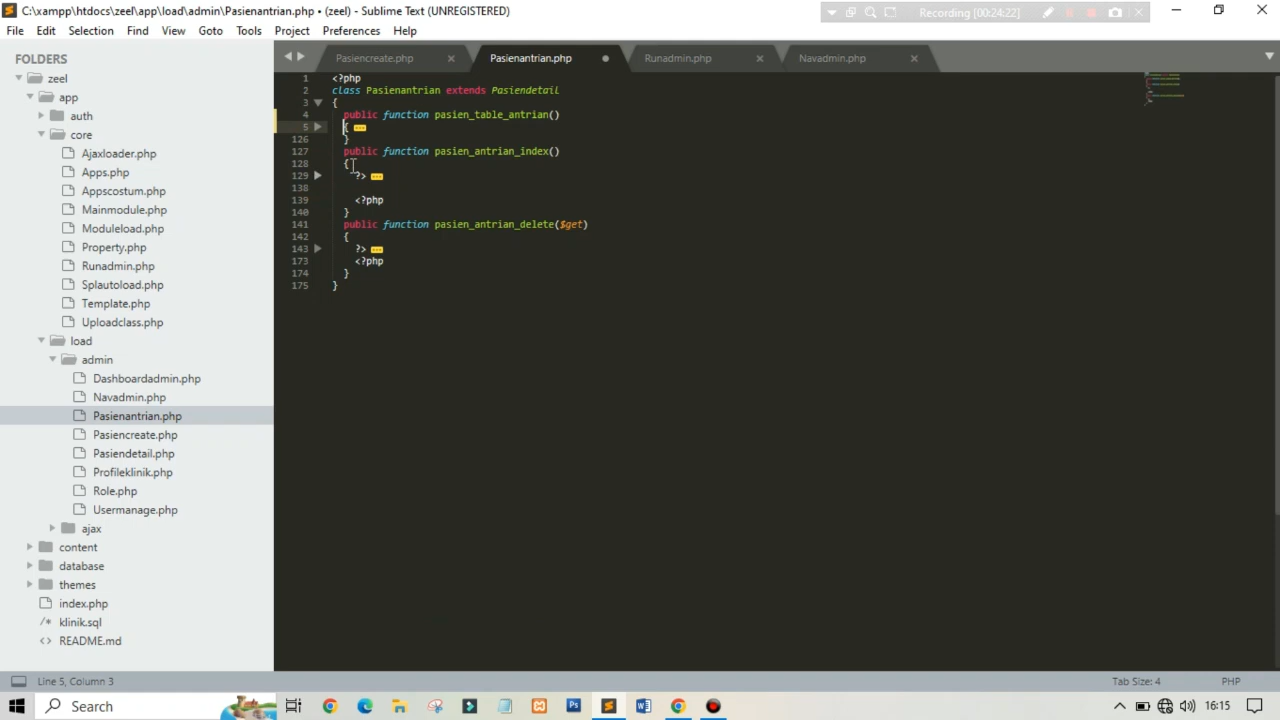 C:\xampp\htdocs\zeel\app\load\admin\Pasienantrian.php • (zeel) - Sublime Text (UNREGISTERED)
Recording [00:24:22]
File Edit Selection Find View Goto Tools Project Preferences Help
FOLDERS
zeel
app
auth
core
Ajaxloader.php
Apps.php
Appscostum.php
Mainmodule.php
Moduleload.php
Property.php
Runadmin.php
Splautoload.php
Template.php
Uploadclass.php
load
admin
Dashboardadmin.php
Navadmin.php
Pasienantrian.php
Pasiencreate.php
Pasiendetail.php
Profileklinik.php
Role.php
Usermanage.php
ajax
content
database
themes
index.php
/* klinik.sql
<> README.md
Pasiencreate.php Pasienantrian.php Runadmin.php Navadmin.php
1 <?php
2 class Pasienantrian extends Pasiendetail
3 {
4 public function pasien_table_antrian()
5 { ...
126 }
127 public function pasien_antrian_index()
128 {
129 ?> ...
138
139 <?php
140 }
141 public function pasien_antrian_delete($get)
142 {
143 ?> ...
173 <?php
174 }
175 }
Line 5, Column 3 Tab Size: 4 PHP
Search 16:15